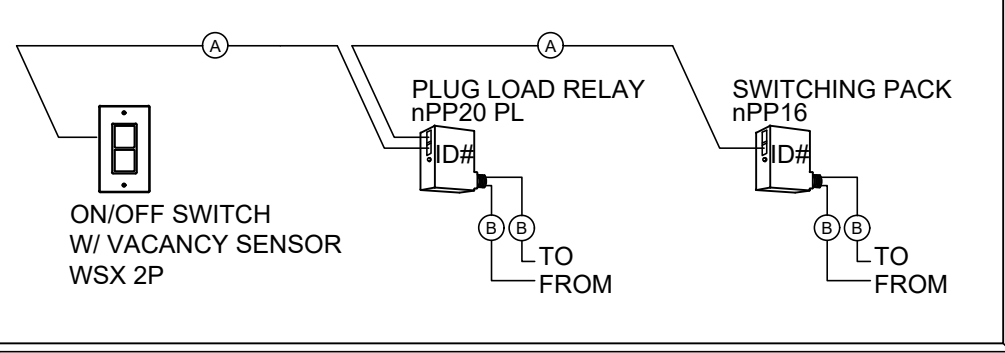 A
A
PLUG LOAD RELAY
nPP20 PL
SWITCHING PACK
nPP16
ID#
ID#
ON/OFF SWITCH
W/ VACANCY SENSOR
WSX 2P
B
B
TO
FROM
B
B
TO
FROM